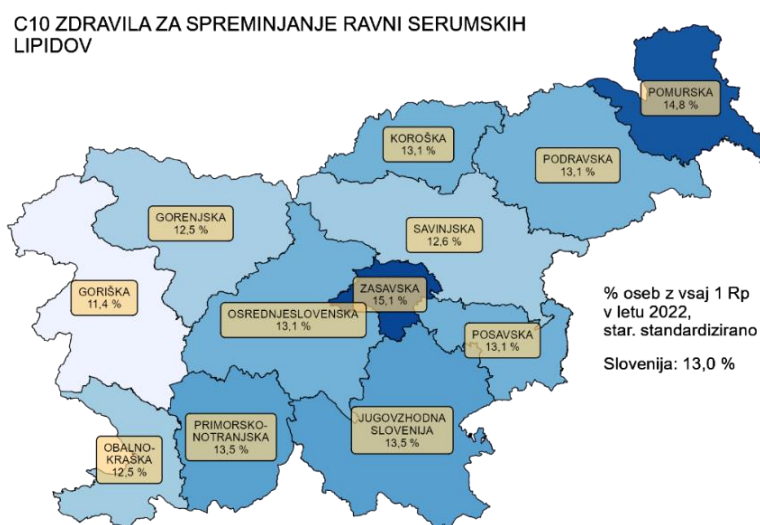 C10 ZDRAVILA ZA SPREMINJANJE RAVNI SERUMSKIH
LIPIDOV
POMURSKA
14,8 %
KOROŠKA
13,1 %
PODRAVSKA
13,1 %
GORENJSKA
12,5 %
SAVINJSKA
12,6 %
GORIŠKA
11,4 %
ZASAVSKA
15,1 %
OSREDNJESLOVENSKA
13,1 %
POSAVSKA
13,1 %
% oseb z vsaj 1 Rp
v letu 2022,
star. standardizirano
Slovenija: 13,0 %
PRIMORSKO-
NOTRANJSKA
13,5 %
JUGOVZHODNA
SLOVENIJA
13,5 %
OBALNO-
KRAŠKA
12,5 %